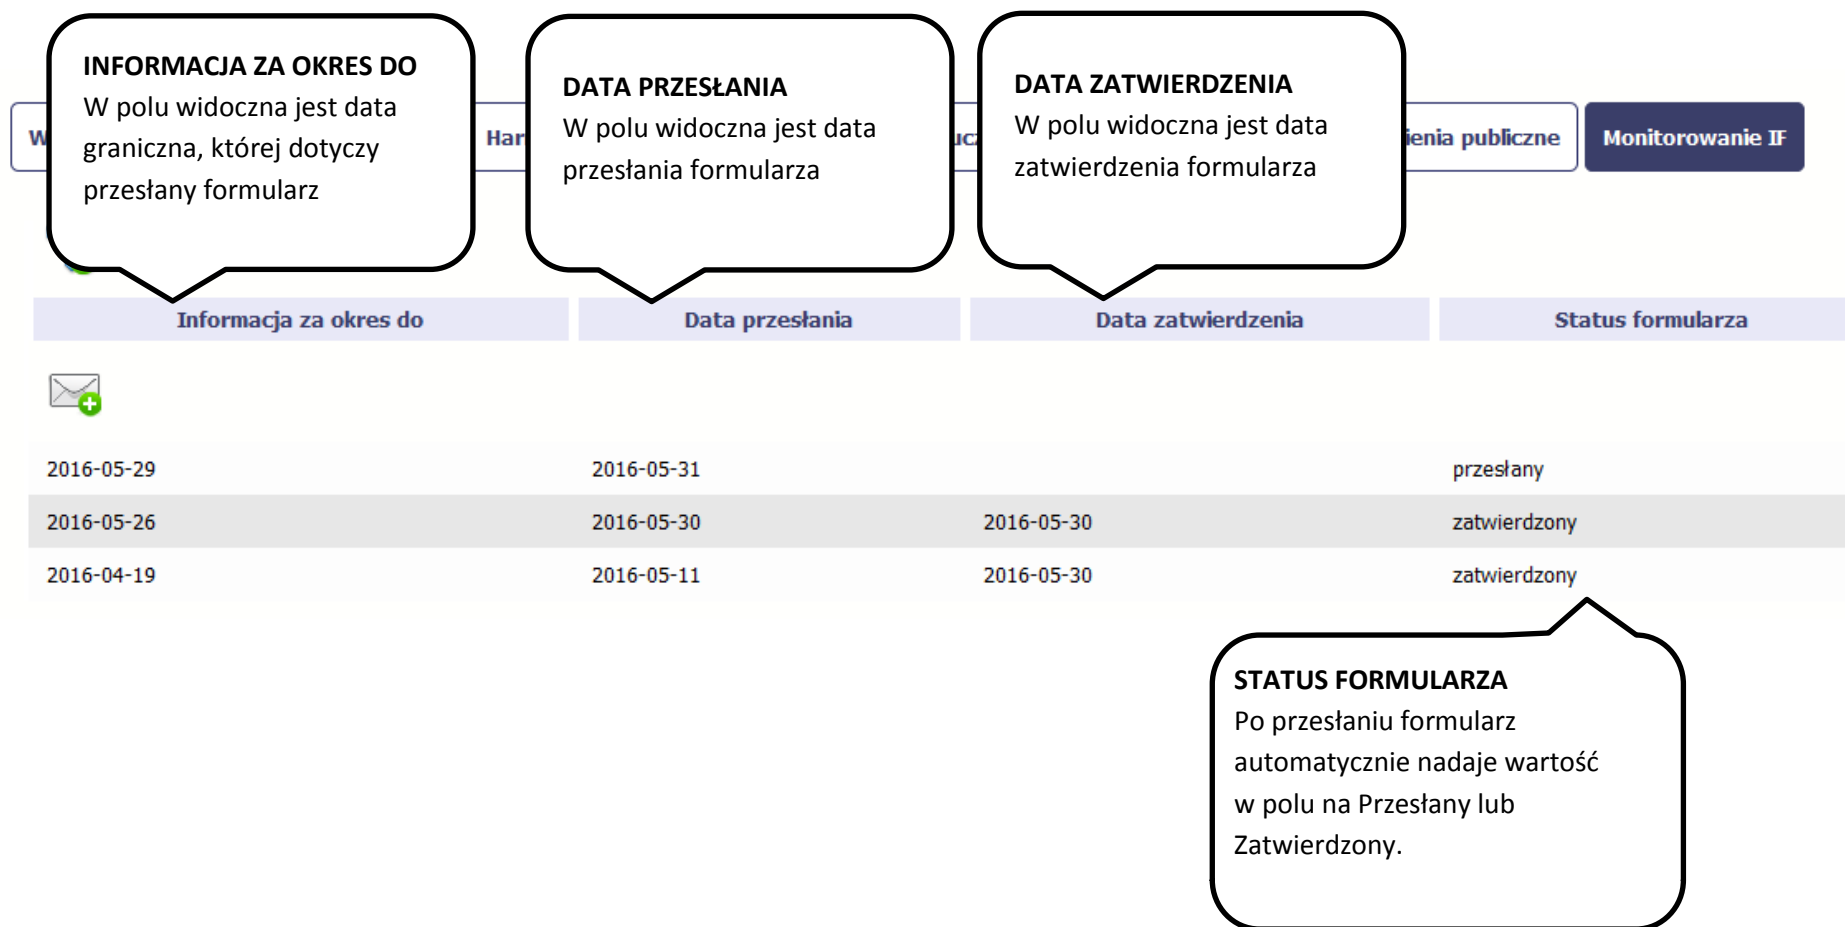 INFORMACJA ZA OKRES DO
W polu widoczna jest data
graniczna, której dotyczy
przesłany formularz
DATA PRZESŁANIA
W polu widoczna jest data
przesłania formularza
DATA ZATWIERDZENIA
W polu widoczna jest data
zatwierdzenia formularza
publiczne
Monitorowanie IF
Informacja za okres do
Data przesłania
Data zatwierdzenia
Status formularza
2016-05-29
2016-05-31
przesłany
2016-05-26
2016-05-30
2016-05-30
zatwierdzony
2016-04-19
2016-05-11
2016-05-30
zatwierdzony
STATUS FORMULARZA
Po przesłaniu formularz
automatycznie nadaje wartość
w polu na Przesłany lub
Zatwierdzony.